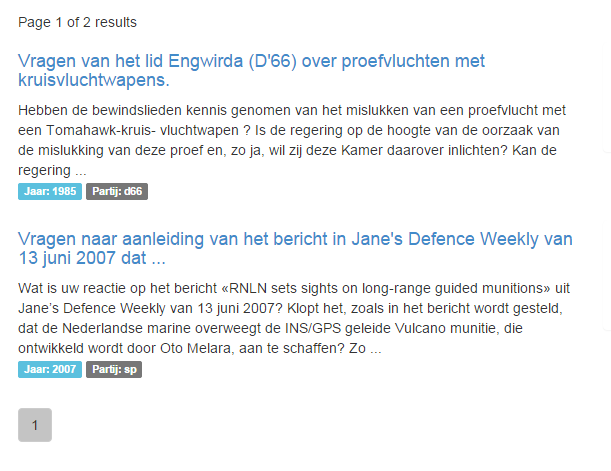 Page 1 of 2 results
Vragen van het lid Engwirda (D'66) over proefvluchten met
kruisvluchtwapens.
Hebben de bewindslieden kennis genomen van het mislukken van een proefvlucht met
een Tomahawk-kruis- vluchtwapen ? Is de regering op de hoogte van de oorzaak van
de mislukking van deze proef en, zo ja, wil zij deze Kamer daarover inlichten? Kan de
regering ...
Jaar: 1985 Partij: d66
Vragen naar aanleiding van het bericht in Jane's Defence Weekly van
13 juni 2007 dat ...
Wat is uw reactie op het bericht «RNLN sets sights on long-range guided munitions» uit
Jane’s Defence Weekly van 13 juni 2007? Klopt het, zoals in het bericht wordt gesteld,
dat de Nederlandse marine overweegt de INS/GPS geleide Vulcano munitie, die
ontwikkeld wordt door Oto Melara, aan te schaffen? Zo ...
Jaar: 2007 Partij: sp
1